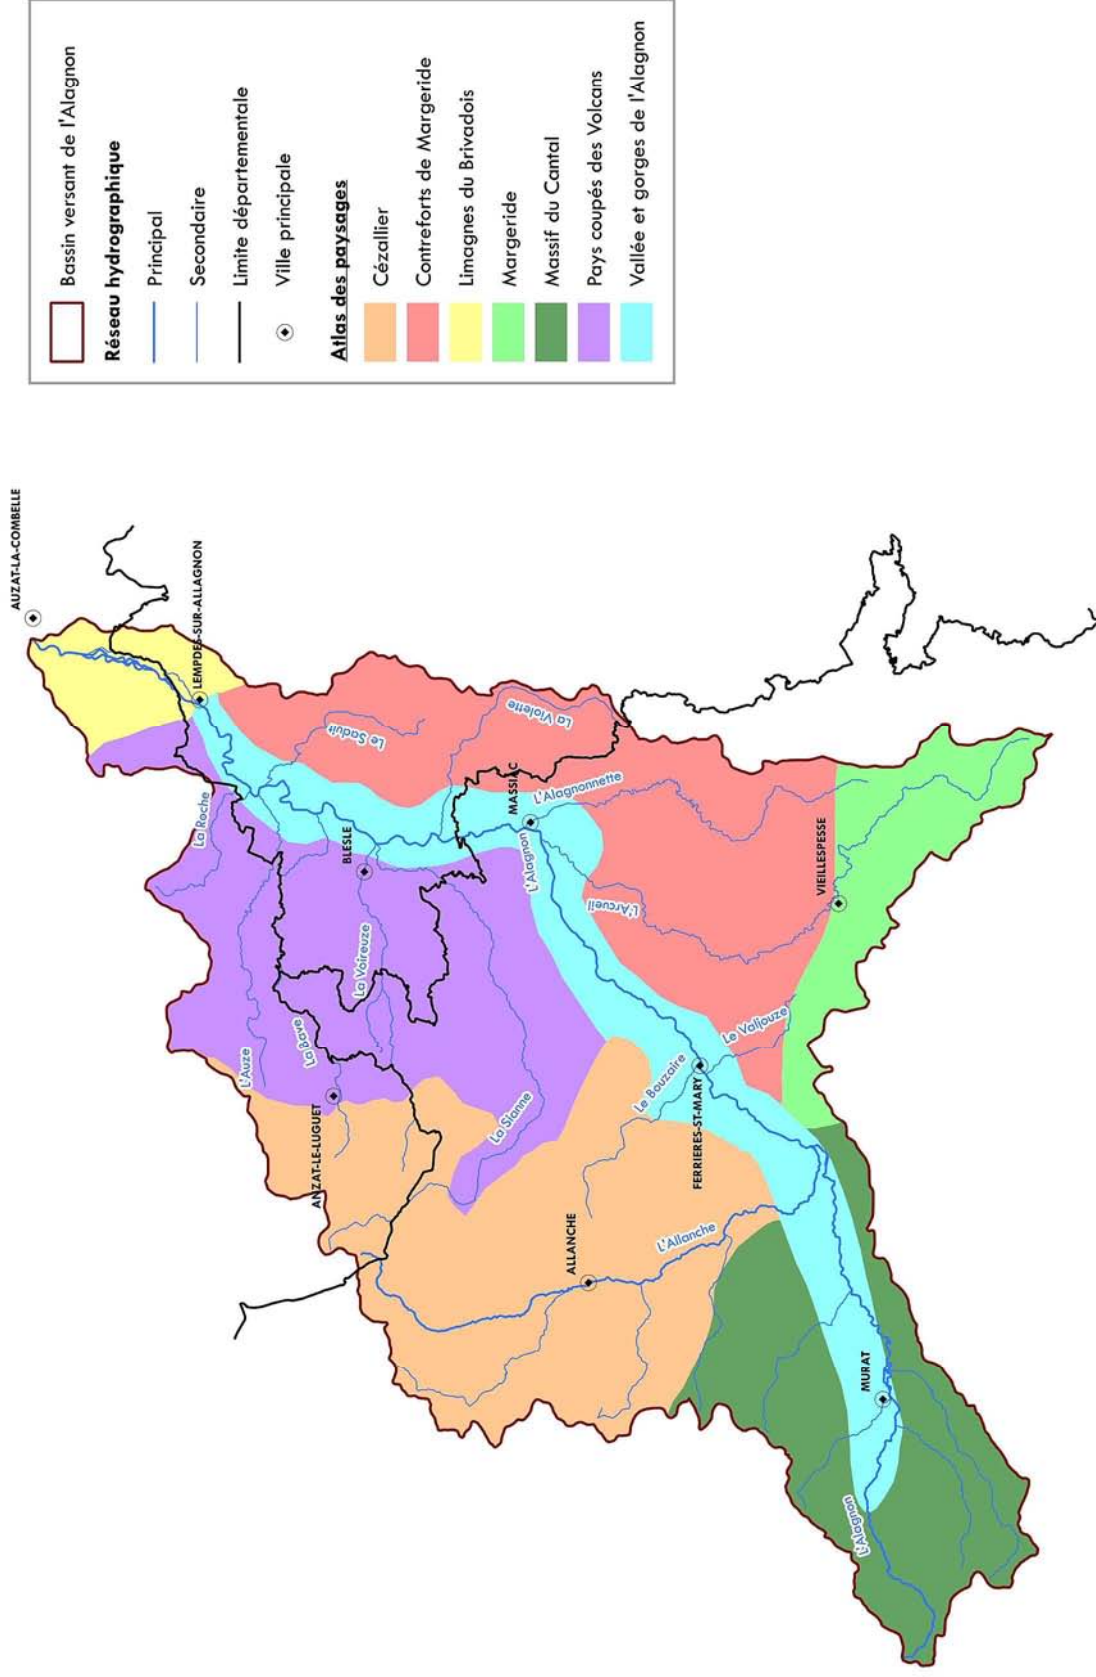 Bassin versant de l'Alagnon
Réseau hydrographique
Principal
Secondaire
Limite départementale
Ville principale
Atlas des paysages
Cézallier
Contreforts de Margeride
Limagnes du Brivadois
Margeride
Massif du Cantal
Pays coupés des Volcans
Vallée et gorges de l'Alagnon
AUZAT-LA-COMBELLE
LEMPDES-SUR-ALLAGNON
La Roche
Le Saduit
La Violette
BLESLE
MASSIAC
L'Alagnonnette
L'Alagnon
L'Arcueil
VIEILLESPESSE
La Voireuze
L'Auze
La Bave
ANZAT-LE-LUGUET
La Sianne
Le Bouzaire
Le Valjouze
FERRIERES-ST-MARY
ALLANCHE
L'Allanche
MURAT
L'Alagnon